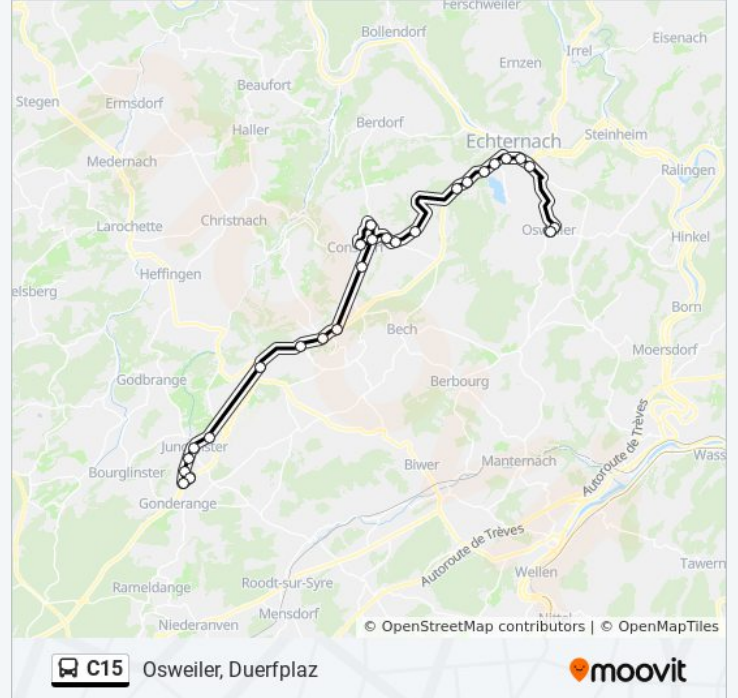 Ferschweiler
Bollendorf
Eisenach
Irrel
Ernzen
Stegen
Ermsdorf
Beaufort
Berdorf
Haller
Echternach
Steinheim
Medernach
Ralingen
Larochette
Christnach
Osweiler
Hinkel
Heffingen
elsberg
Born
Bech
Moersdorf
Godbrange
Berbourg
Autoroute de Trèves
Wass
Bourglinster
Biwer
Manternach
Gonderange
Autoroute de Trèves
Tawern
Wellen
Rameldange
Roodt-sur-Syre
Mensdorf
Niederanven
© OpenStreetMap contributors | © OpenMapTiles
C15 Osweiler, Duerfplaz
moovit